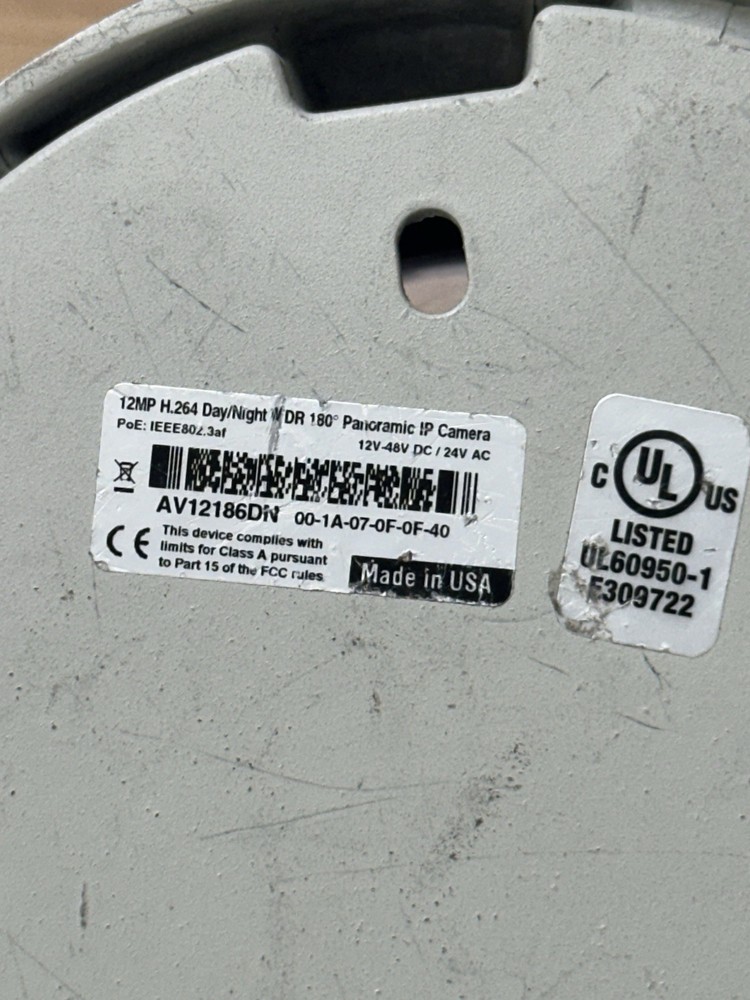 12MP H.264 Day/Night WDR 180° Panoramic IP Camera
PoE: IEEE802.3af
12V-48V DC / 24V AC
AV12186DN 00-1A-07-0F-0F-40
CE
This device complies with
limits for Class A pursuant
to Part 15 of the FCC rules
Made in USA
C UL US
LISTED
UL60950-1
E309722